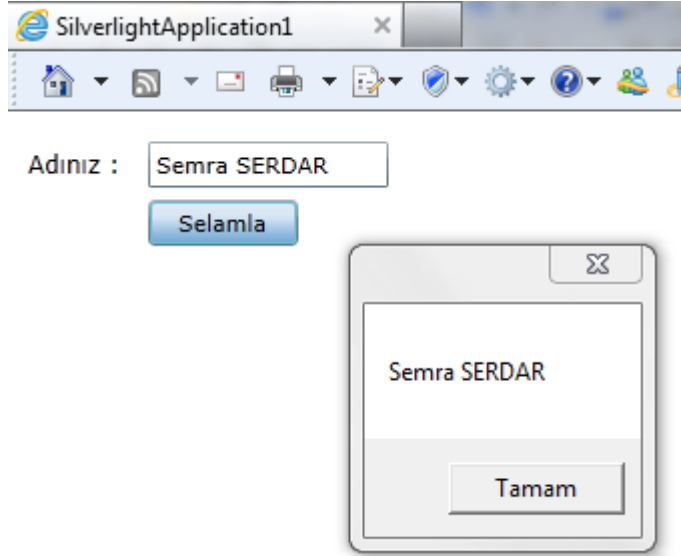 SilverlightApplication1
Adınız : Semra SERDAR
Selamla
Semra SERDAR
Tamam